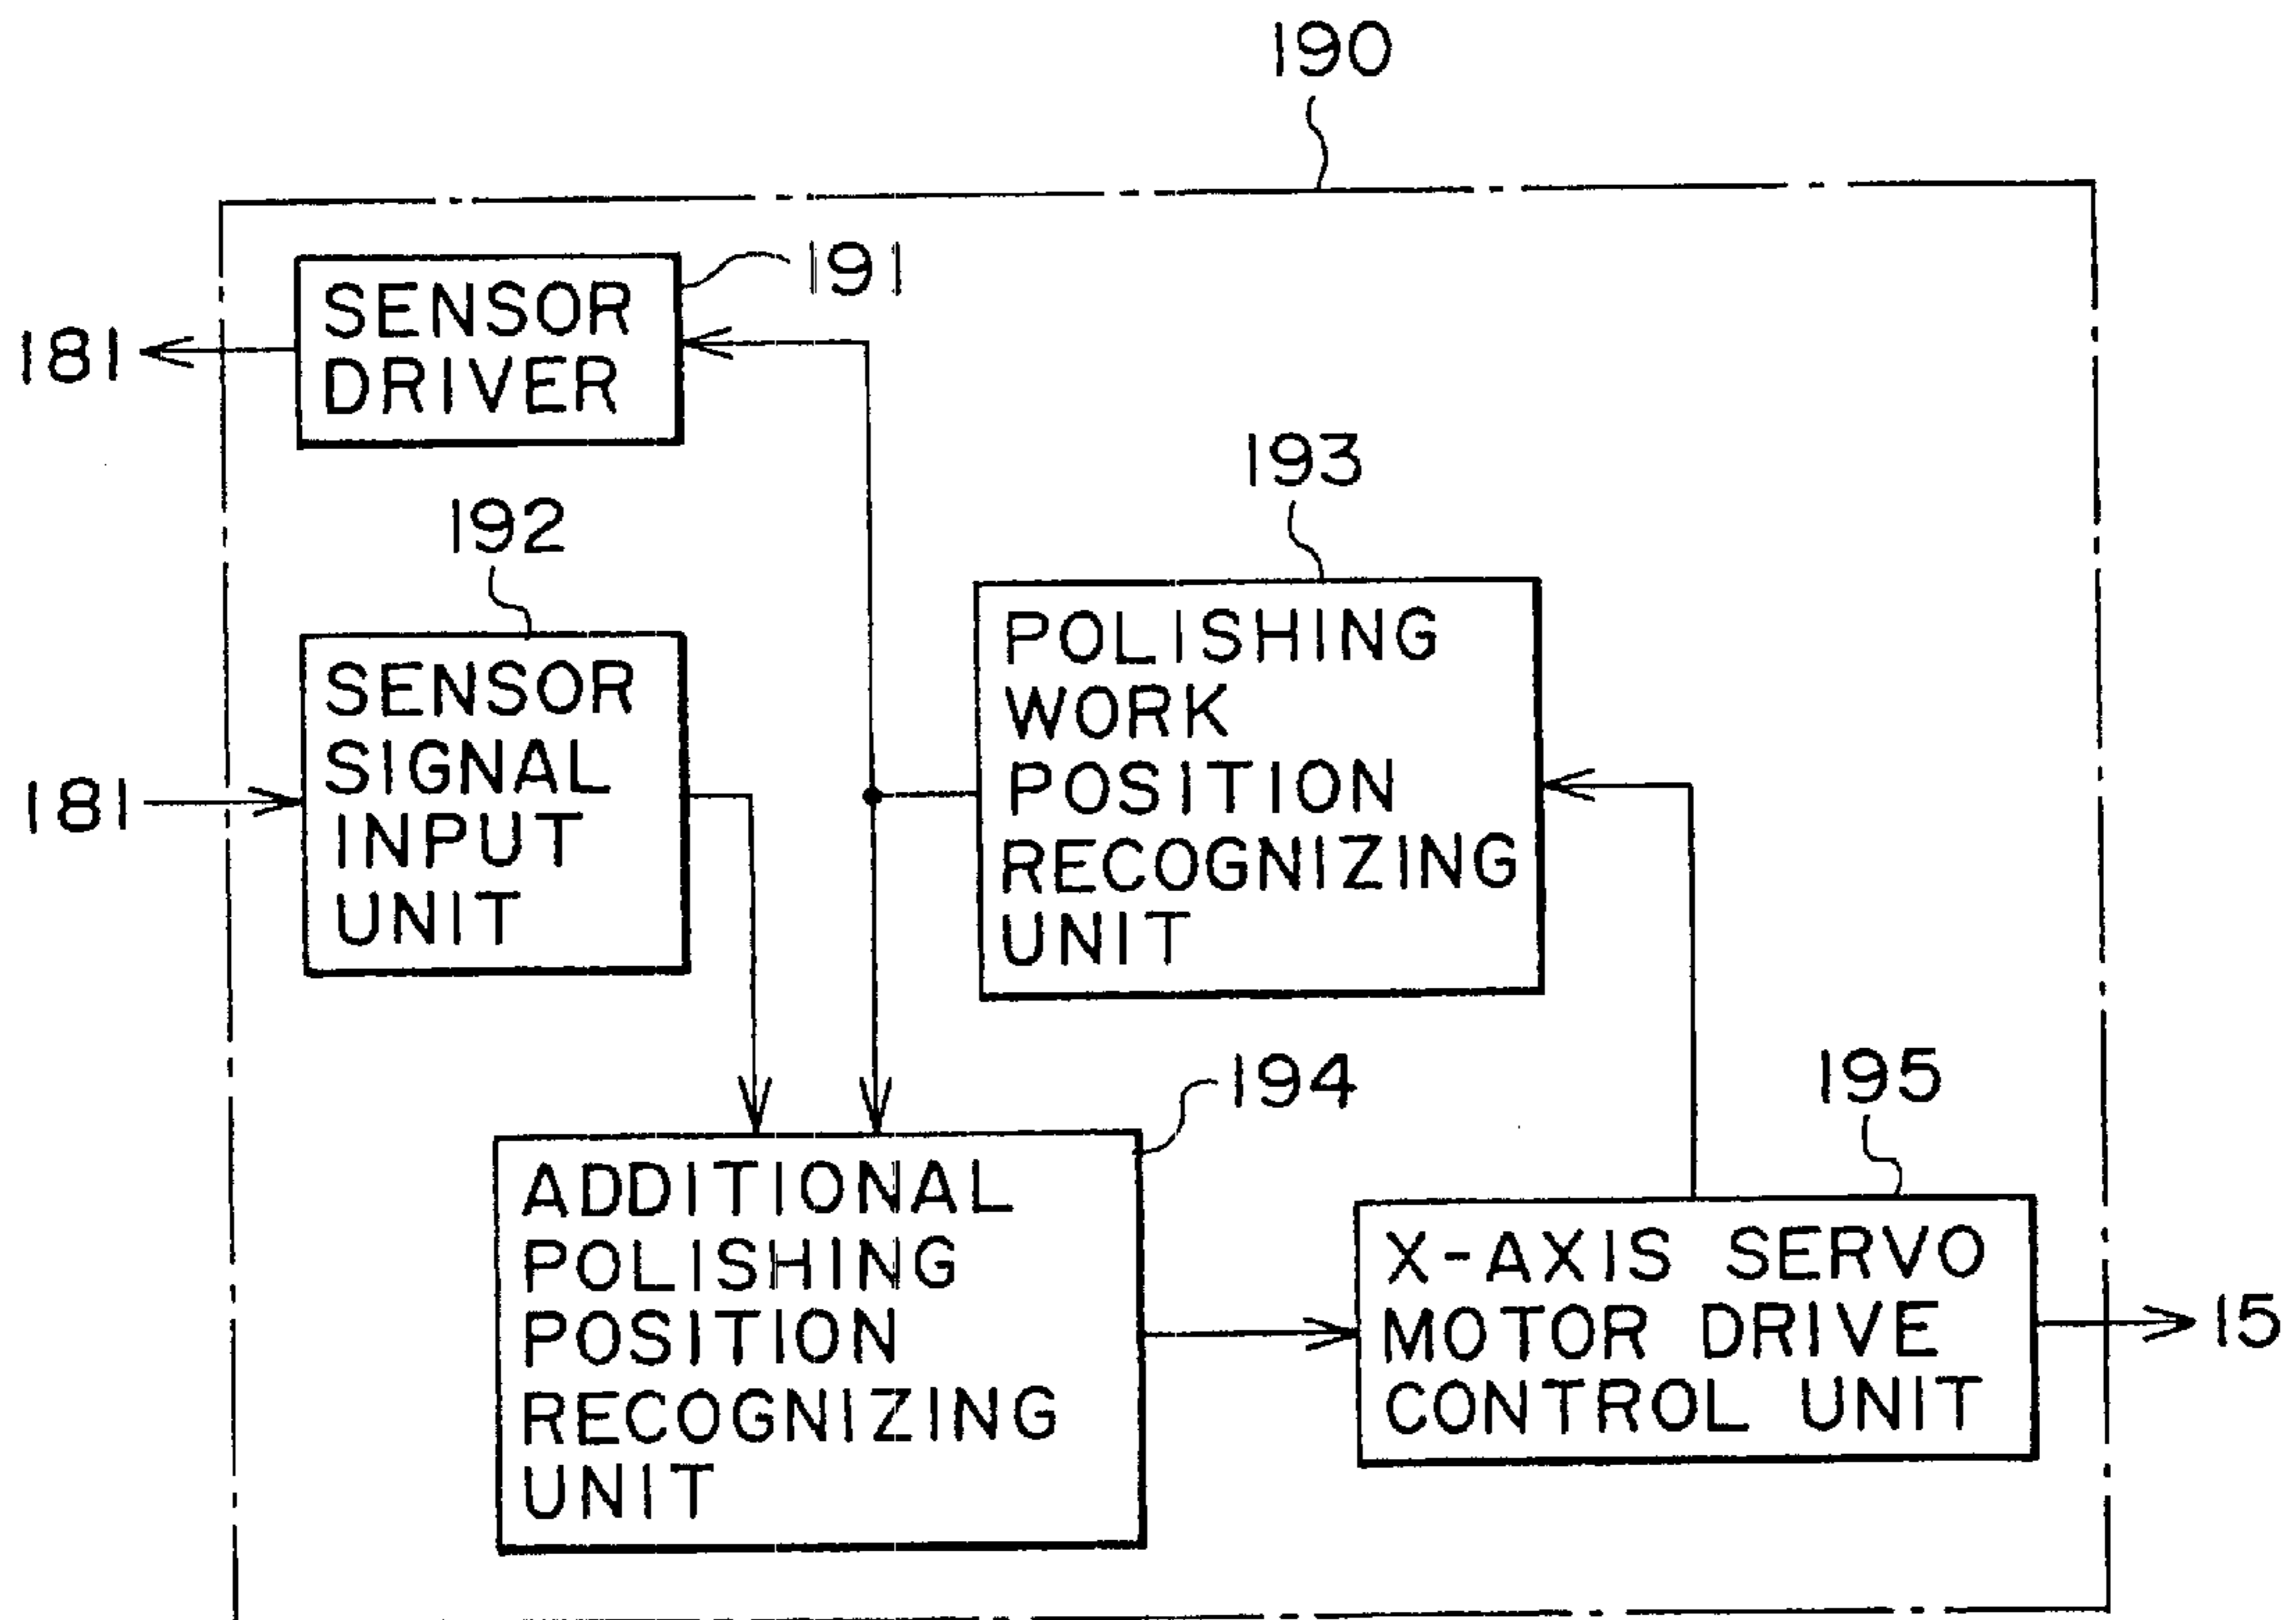 190
191
SENSOR
DRIVER
181
192
193
SENSOR
SIGNAL
INPUT
UNIT
181
POLISHING
WORK
POSITION
RECOGNIZING
UNIT
194
195
ADDITIONAL
POLISHING
POSITION
RECOGNIZING
UNIT
X-AXIS SERVO
MOTOR DRIVE
CONTROL UNIT
15